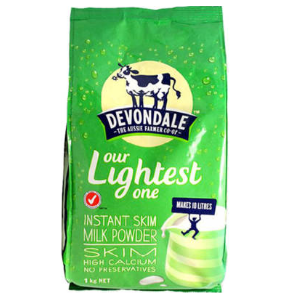 DEVONDALE
THE AUSSIE FARMER CO-OP
our
Lightest
one
MAKES 10 LITRES
INSTANT SKIM
MILK POWDER
SKIM
HIGH CALCIUM
NO PRESERVATIVES
1 kg NET